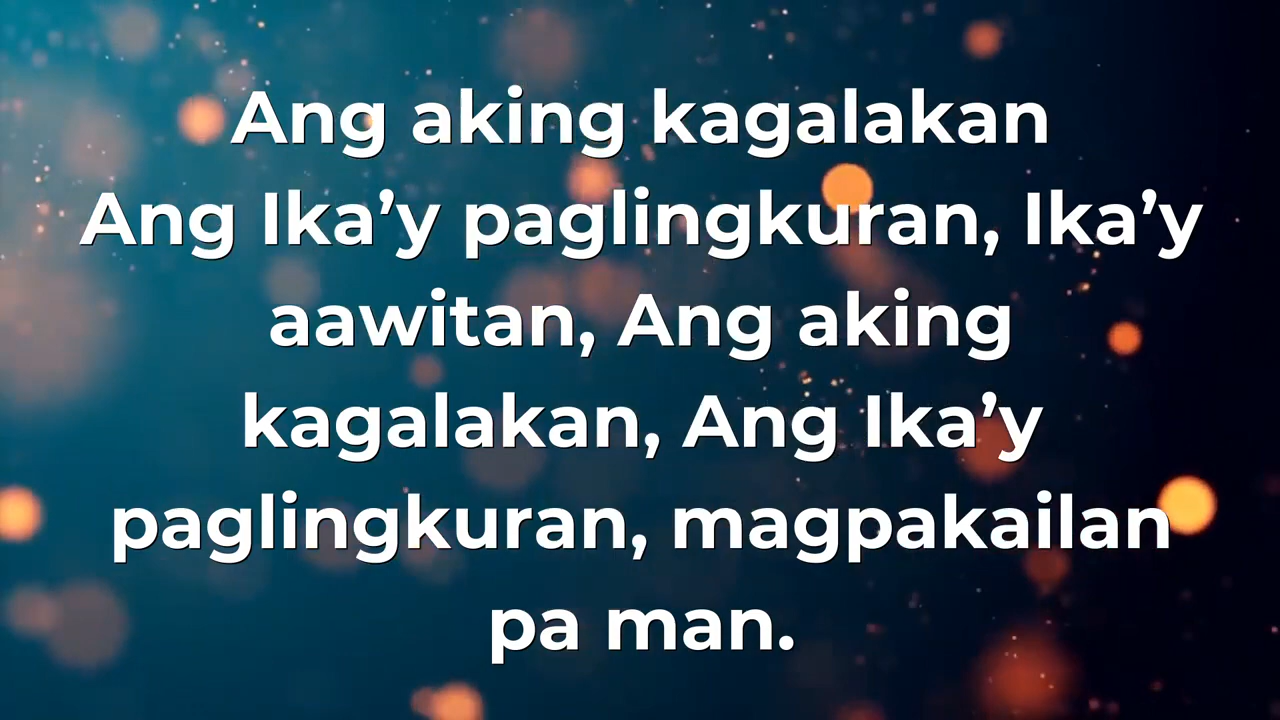 Ang aking kagalakan
Ang Ika’y paglingkuran, Ika’y
aawitan, Ang aking
kagalakan, Ang Ika’y
paglingkuran, magpakailan
pa man.